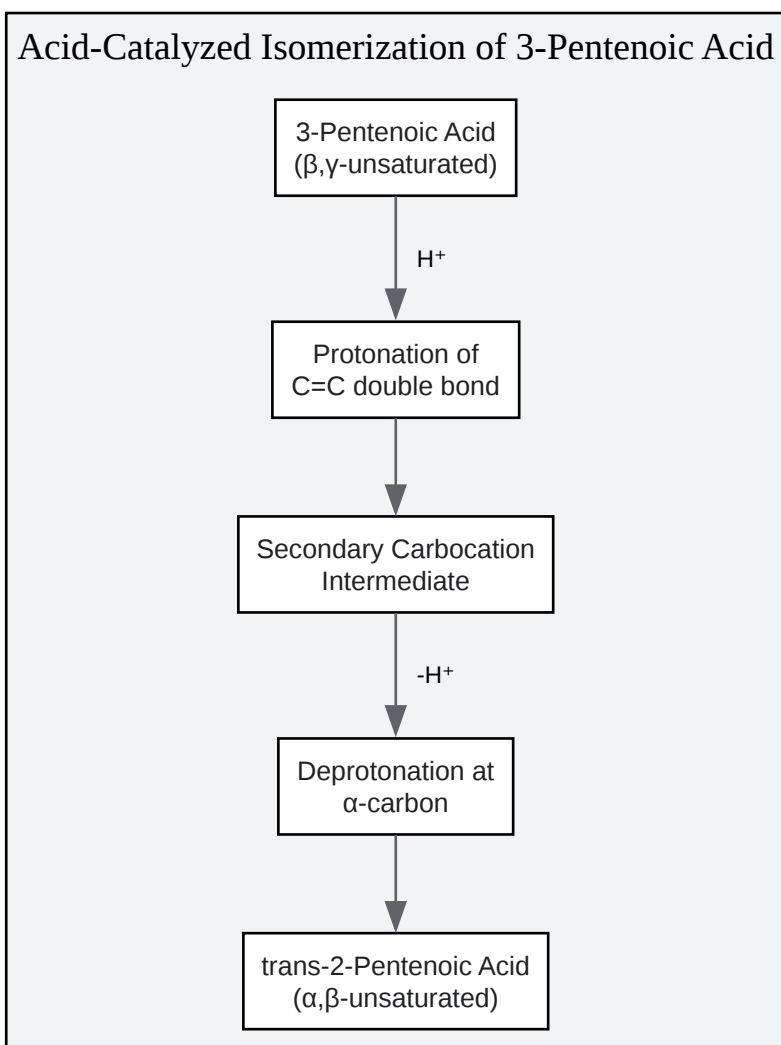 Acid-Catalyzed Isomerization of 3-Pentenoic Acid
3-Pentenoic Acid
(β,γ-unsaturated)
H⁺
Protonation of
C=C double bond
Secondary Carbocation
Intermediate
-H⁺
Deprotonation at
α-carbon
trans-2-Pentenoic Acid
(α,β-unsaturated)